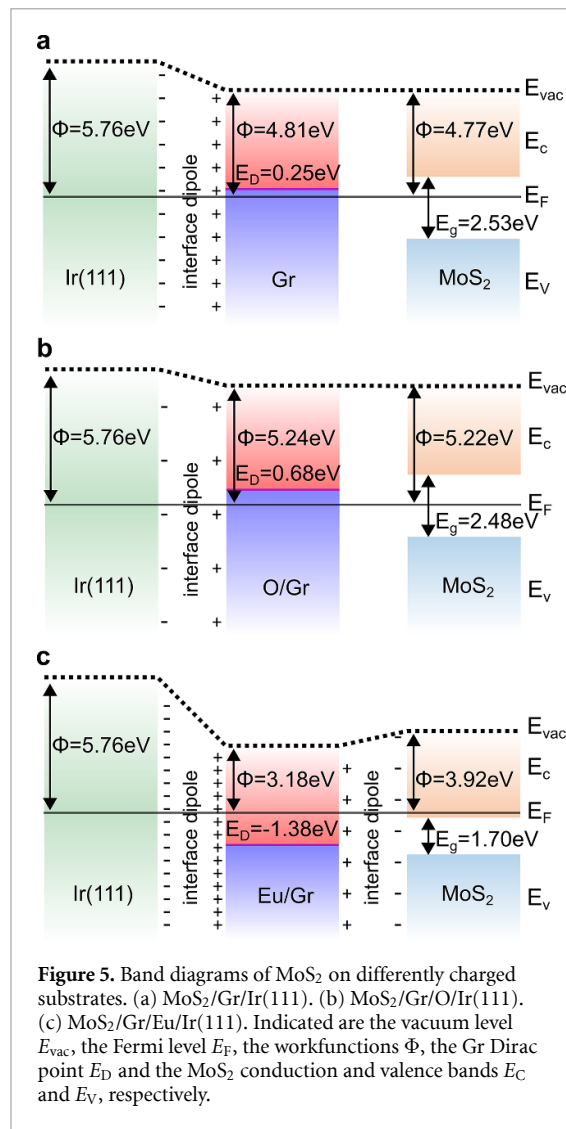 a
E_vac
Φ=5.76eV
Φ=4.81eV
Φ=4.77eV
E_c
E_D=0.25eV
E_F
interface dipole
E_g=2.53eV
Ir(111)
Gr
MoS₂
E_V
b
E_vac
Φ=5.76eV
Φ=5.24eV
Φ=5.22eV
E_c
E_D=0.68eV
E_F
interface dipole
E_g=2.48eV
Ir(111)
O/Gr
MoS₂
E_v
c
E_vac
Φ=5.76eV
Φ=3.18eV
Φ=3.92eV
E_c
E_F
E_D=-1.38eV
E_g=1.70eV
interface dipole
interface dipole
Ir(111)
Eu/Gr
MoS₂
E_v
Figure 5. Band diagrams of MoS₂ on differently charged
substrates. (a) MoS₂/Gr/Ir(111). (b) MoS₂/Gr/O/Ir(111).
(c) MoS₂/Gr/Eu/Ir(111). Indicated are the vacuum level
E_vac, the Fermi level E_F, the workfunctions Φ, the Gr Dirac
point E_D and the MoS₂ conduction and valence bands E_C
and E_V, respectively.